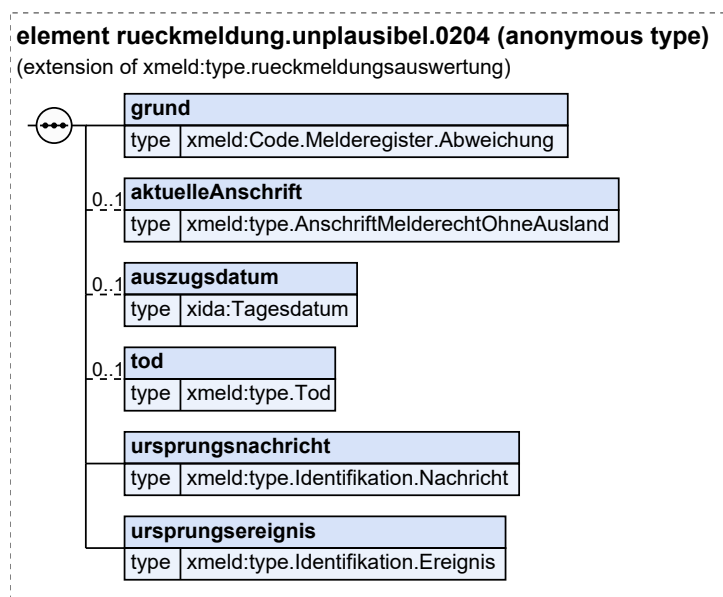 element rueckmeldung.unplausibel.0204 (anonymous type)
(extension of xmeld:type.rueckmeldungsauswertung)
grund
type xmeld:Code.Melderegister.Abweichung
0..1 aktuelleAnschrift
type xmeld:type.AnschriftMelderechtOhneAusland
0..1 auszugsdatum
type xida:Tagesdatum
0..1 tod
type xmeld:type.Tod
ursprungsnachricht
type xmeld:type.Identifikation.Nachricht
ursprungsereignis
type xmeld:type.Identifikation.Ereignis